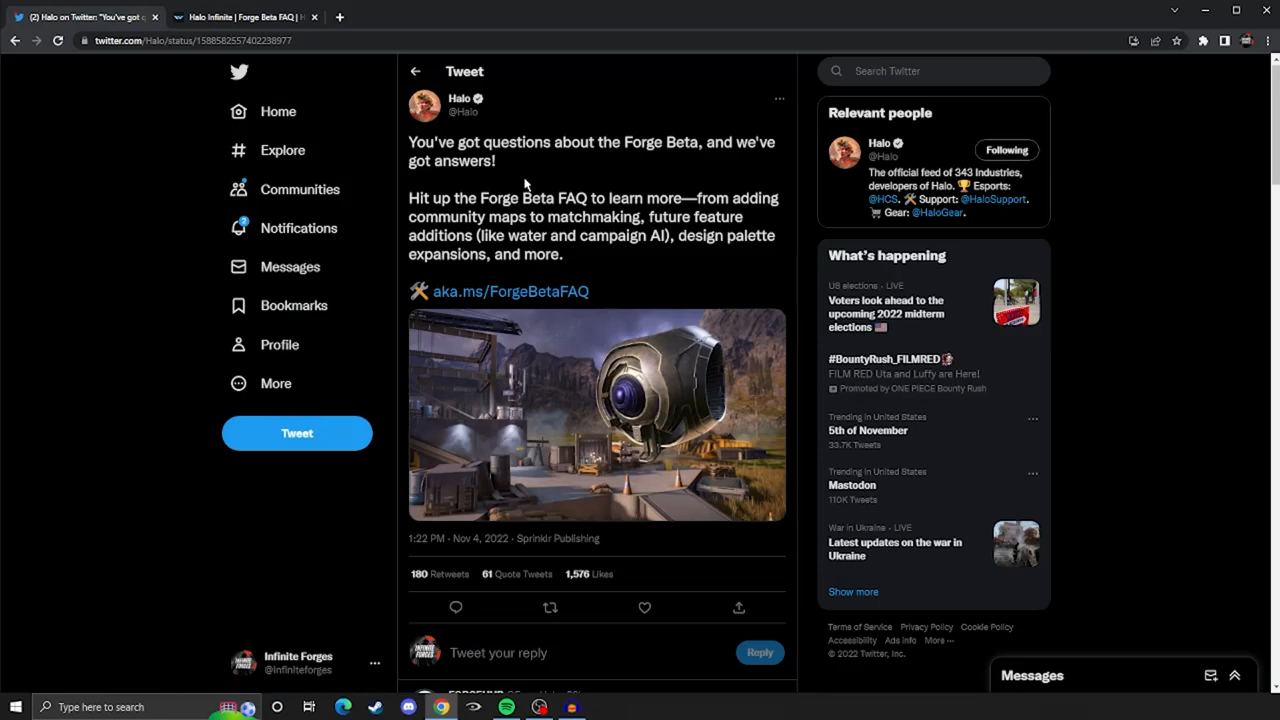 (2) Halo on Twitter: "You've got q
Halo Infinite | Forge Beta FAQ | H
twitter.com/Halo/status/1588582557402238977
Home
Explore
Communities
2
Notifications
Messages
Bookmarks
Profile
More
Tweet
Infinite Forges
@Infiniteforges
Tweet
Halo
@Halo
You've got questions about the Forge Beta, and we've
got answers!
Hit up the Forge Beta FAQ to learn more—from adding
community maps to matchmaking, future feature
additions (like water and campaign AI), design palette
expansions, and more.
🛠 aka.ms/ForgeBetaFAQ
1:22 PM · Nov 4, 2022 · Sprinklr Publishing
180 Retweets 61 Quote Tweets 1,576 Likes
Tweet your reply
Reply
Search Twitter
Relevant people
Halo
@Halo
Following
The official feed of 343 Industries,
developers of Halo. 🏆 Esports:
@HCS. 🛠 Support: @HaloSupport.
🛒 Gear: @HaloGear.
What's happening
US elections · LIVE
Voters look ahead to the
upcoming 2022 midterm
elections 🇺🇸
#BountyRush_FILMRED
FILM RED Uta and Luffy are Here!
Promoted by ONE PIECE Bounty Rush
Trending in United States
5th of November
33.7K Tweets
Trending in United States
Mastodon
110K Tweets
War in Ukraine · LIVE
Latest updates on the war in
Ukraine
Show more
Terms of Service Privacy Policy Cookie Policy
Accessibility Ads info More ···
© 2022 Twitter, Inc.
Messages
Type here to search